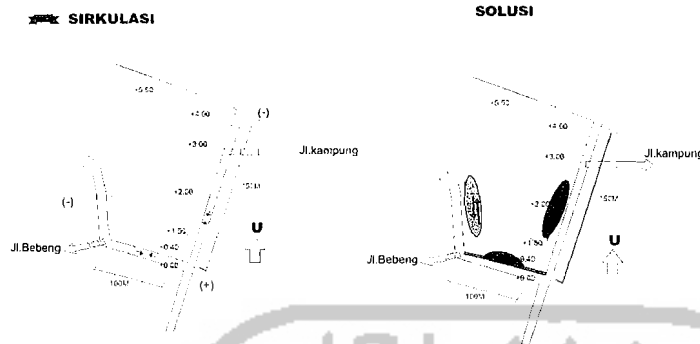 SIRKULASI
+5.50
+4.00
(-)
+3.00
Jl.kampung
+2.00
150M
(-)
U
+1.50
+0.40
Jl.Bebeng
+0.00
100M
(+)
SOLUSI
+5.50
+4.00
+3.00
Jl.kampung
150M
+2.00
U
+1.50
Jl.Bebeng
+0.40
+0.00
100M